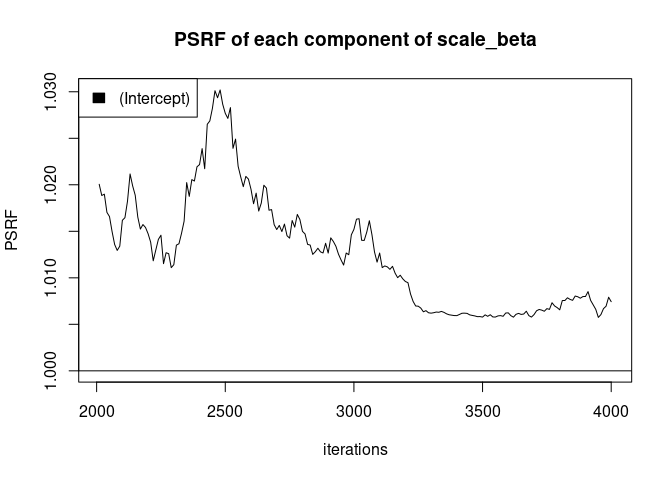 PSRF of each component of scale_beta
(Intercept)
PSRF
1.030
1.020
1.010
1.000
2000 2500 3000 3500 4000
iterations